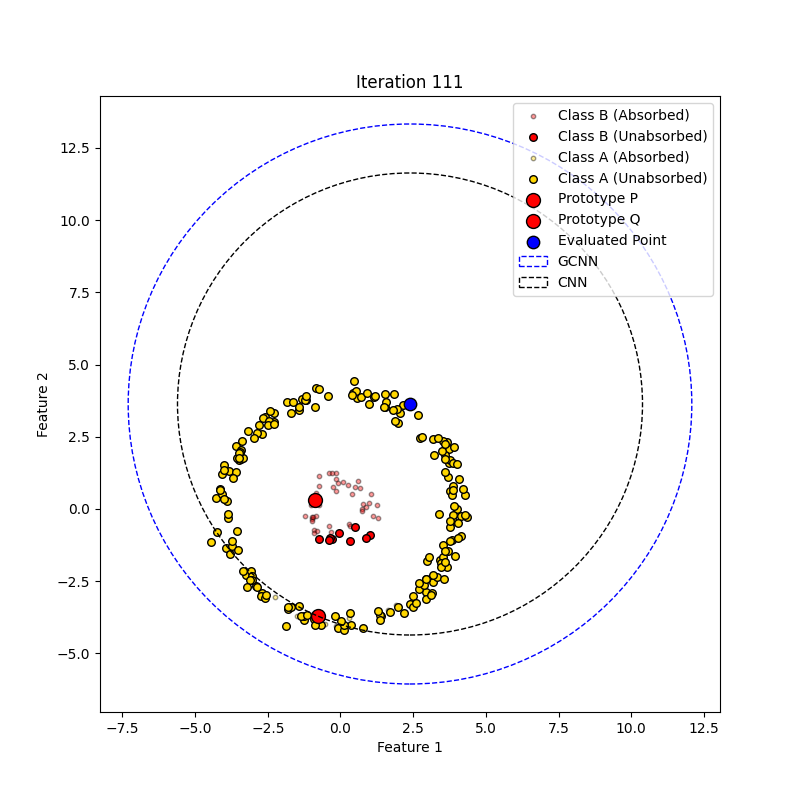 Iteration 111
Class B (Absorbed)
Class B (Unabsorbed)
Class A (Absorbed)
Class A (Unabsorbed)
Prototype P
Prototype Q
Evaluated Point
GCNN
CNN
12.5
10.0
7.5
5.0
2.5
0.0
−2.5
−5.0
Feature 2
−7.5 −5.0 −2.5 0.0 2.5 5.0 7.5 10.0 12.5
Feature 1